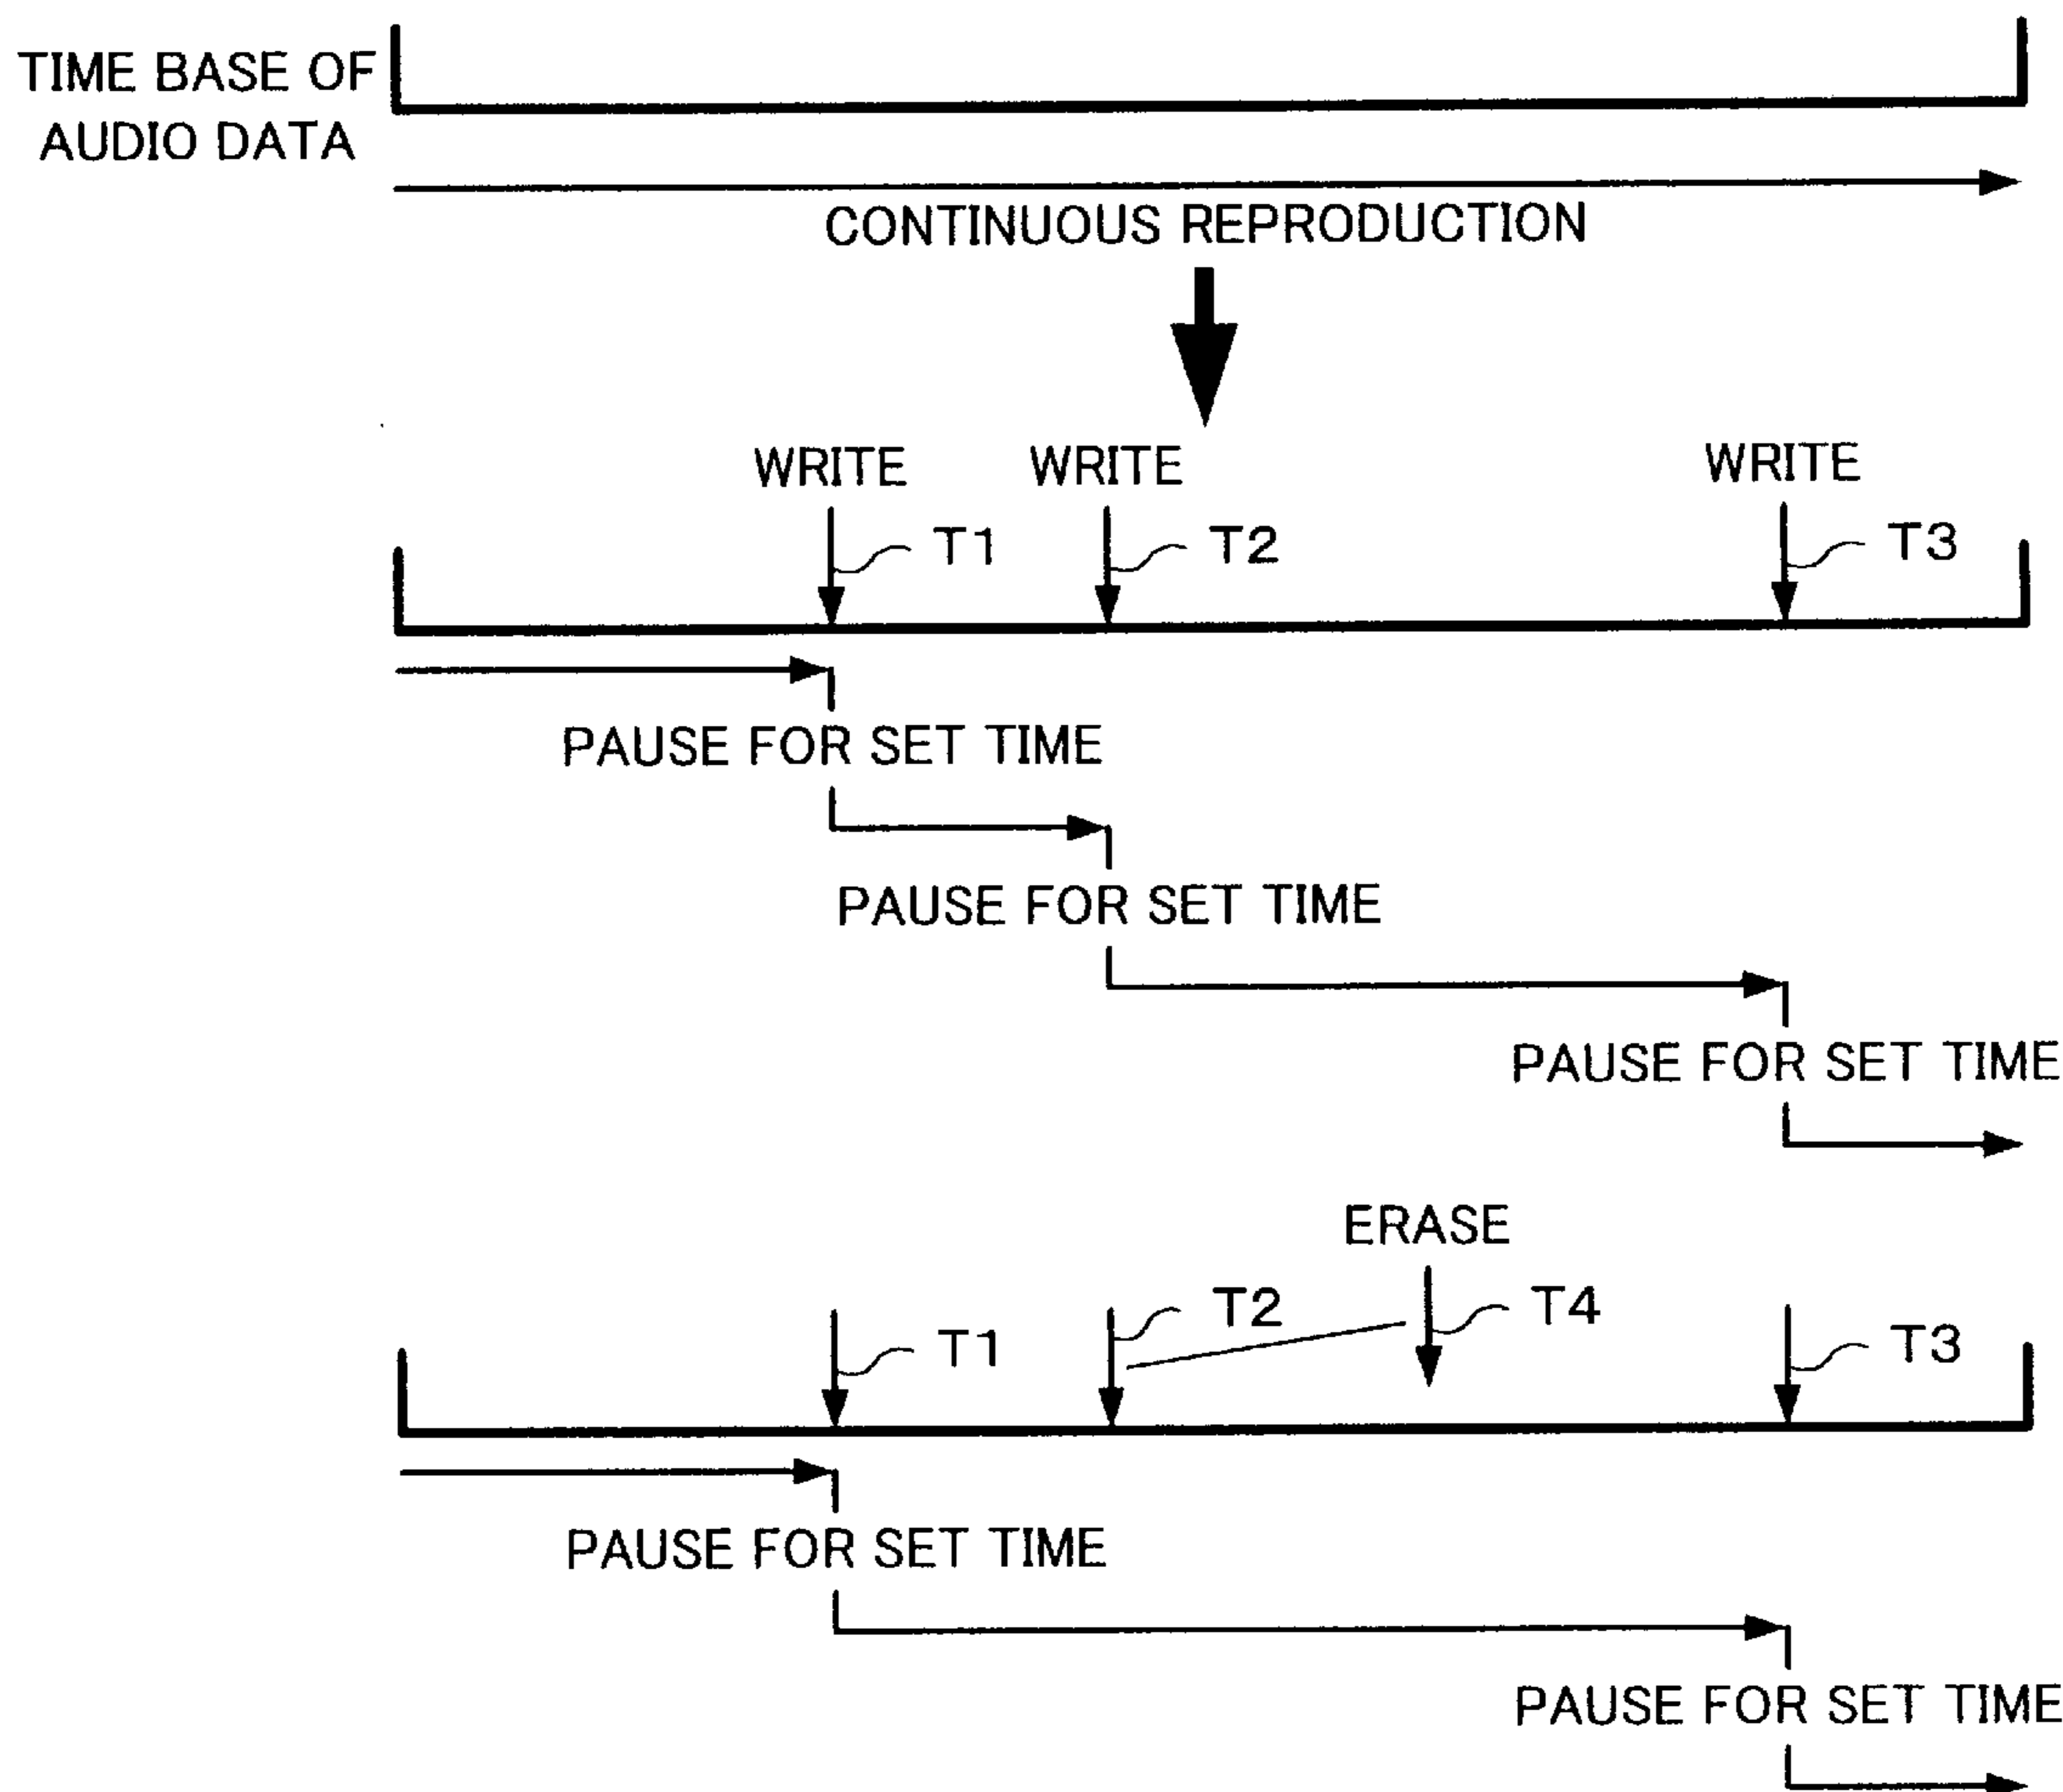 TIME BASE OF
AUDIO DATA
CONTINUOUS REPRODUCTION
WRITE WRITE WRITE
T1 T2 T3
PAUSE FOR SET TIME
PAUSE FOR SET TIME
PAUSE FOR SET TIME
ERASE
T1 T2 T4 T3
PAUSE FOR SET TIME
PAUSE FOR SET TIME